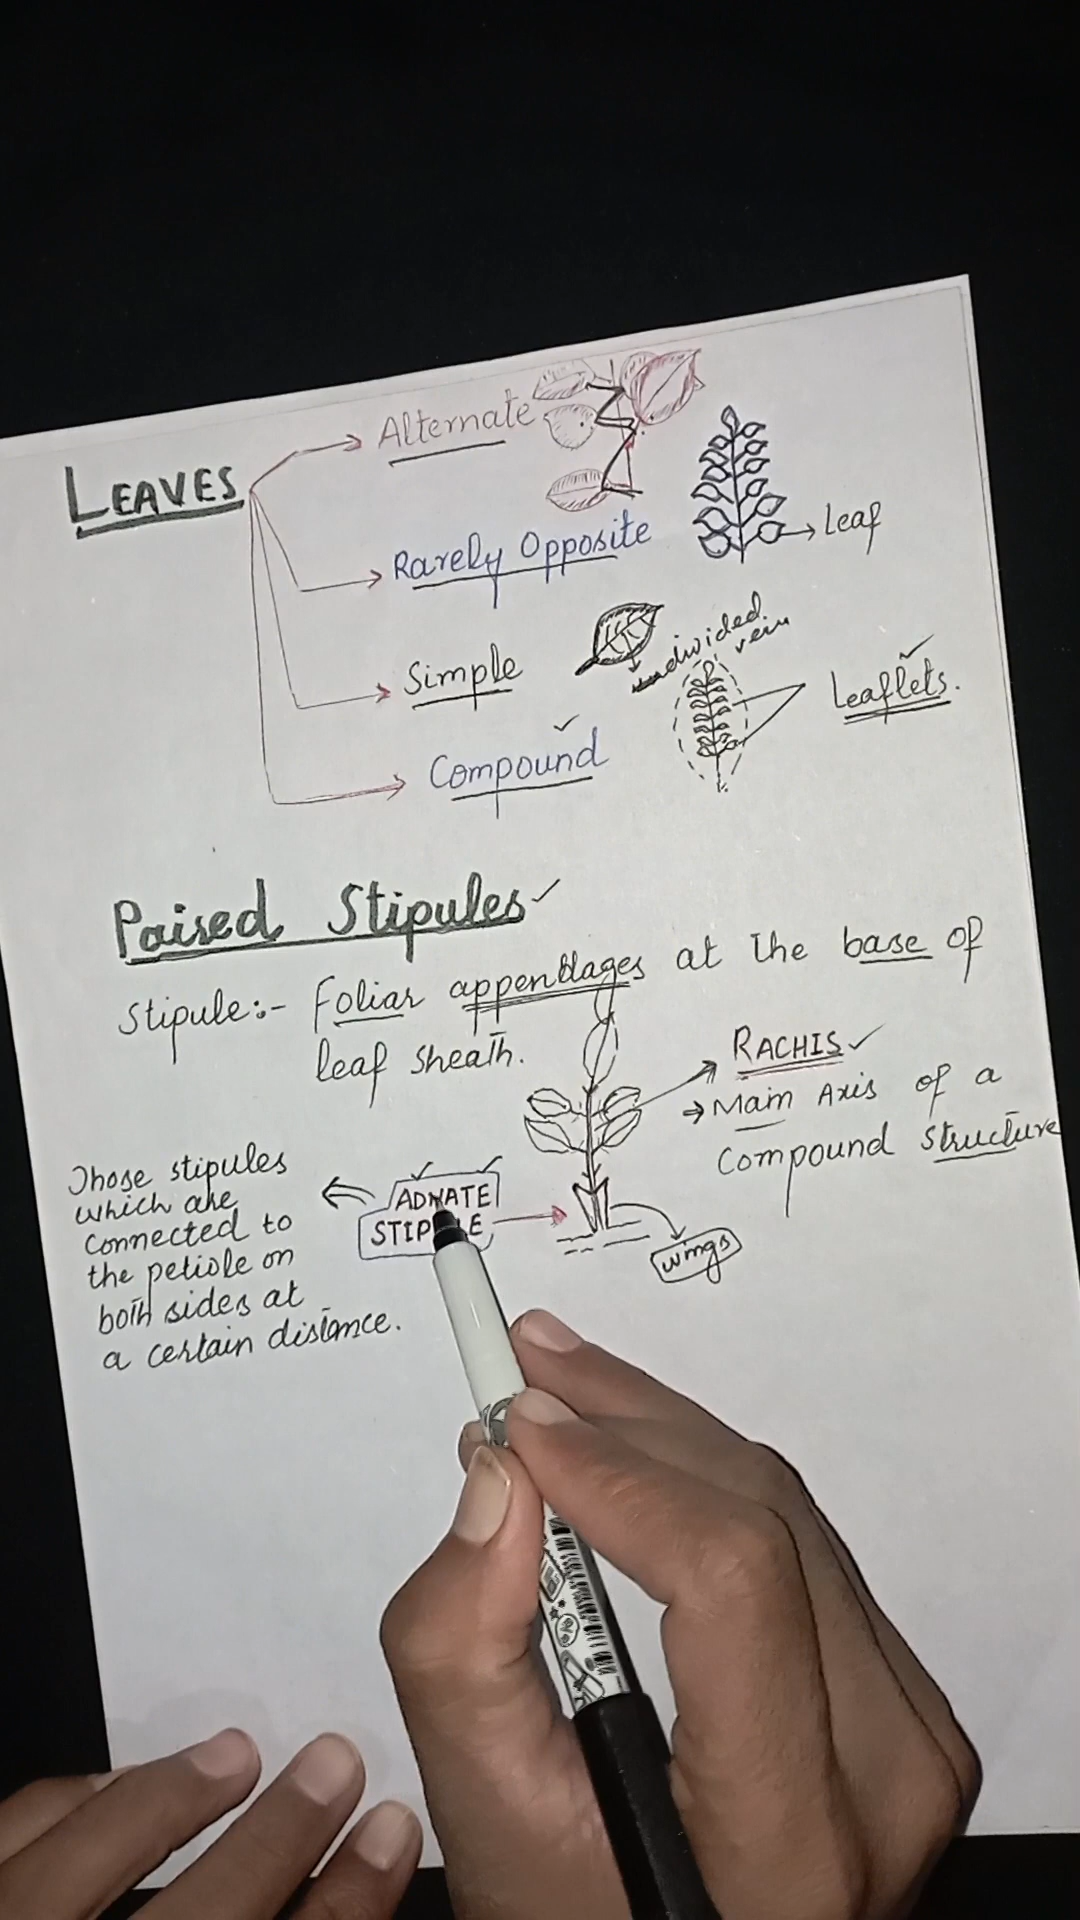 LEAVES
Alternate
Rarely Opposite
Leaf
Simple
undivided
vein
Leaflets.
Compound
Paired Stipules
Stipule:- Foliar appendages at the base of
leaf sheath.
RACHIS
→ Main Axis of a
Compound structure
Those stipules
which are
connected to
the petiole on
both sides at
a certain distance.
ADNATE
wings